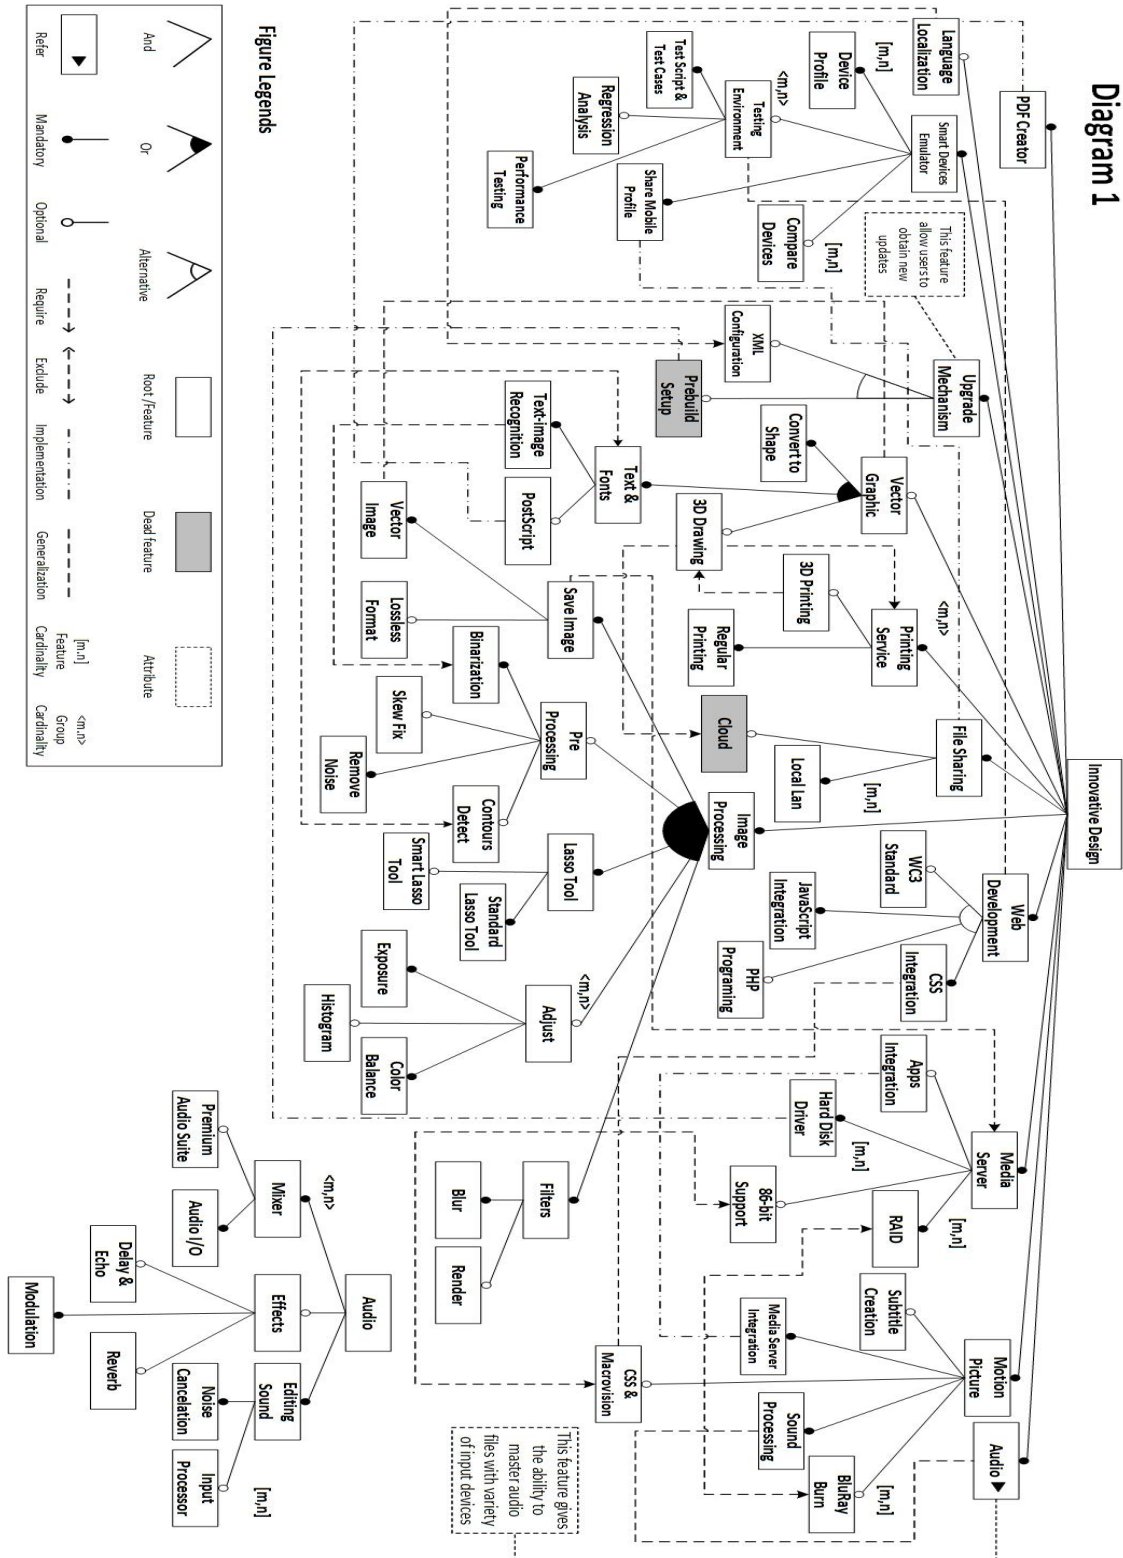 Diagram 1
Innovative Design
PDF Creator
Language
Localization
Smart Devices
Emulator
Device
Profile
[m,n]
Testing
Environment
<m,n>
Test Script &
Test Cases
Regression
Analysis
Performance
Testing
Share Mobile
Profile
Compare
Devices
[m,n]
This feature
allow users to
obtain new
updates
Upgrade
Mechanism
XML
Configuration
Prebuild
Setup
Vector
Graphic
Convert to
Shape
Text &
Fonts
3D Drawing
Text-image
Recognition
PostScript
Printing
Service
<m,n>
3D Printing
Regular
Printing
File Sharing
Cloud
Local Lan
[m,n]
Image
Processing
Save Image
Vector
Image
Lossless
Format
Pre
Processing
Binarization
Skew Fix
Remove
Noise
Contours
Detect
Lasso Tool
Smart Lasso
Tool
Standard
Lasso Tool
Adjust
<m,n>
Exposure
Histogram
Color
Balance
Filters
Blur
Render
Web
Development
WC3
Standard
JavaScript
Integration
PHP
Programing
CSS
Integration
Media
Server
Apps
Integration
Hard Disk
Driver
[m,n]
86-bit
Support
RAID
[m,n]
Motion
Picture
Subtitle
Creation
Media Server
Integration
CSS &
Macrovision
Sound
Processing
BluRay
Burn
[m,n]
Audio
This feature gives
the ability to
master audio
files with variety
of input devices
Audio
Mixer
<m,n>
Premium
Audio Suite
Audio I/O
Effects
Delay &
Echo
Modulation
Reverb
Editing
Sound
Noise
Cancelation
Input
Processor
[m,n]
Figure Legends
And
Or
Alternative
Root /Feature
Dead feature
Attribute
Refer
Mandatory
Optional
Require
Exclude
Implementation
Generalization
[m.n]
Feature
Cardinality
<m.n>
Group
Cardinality